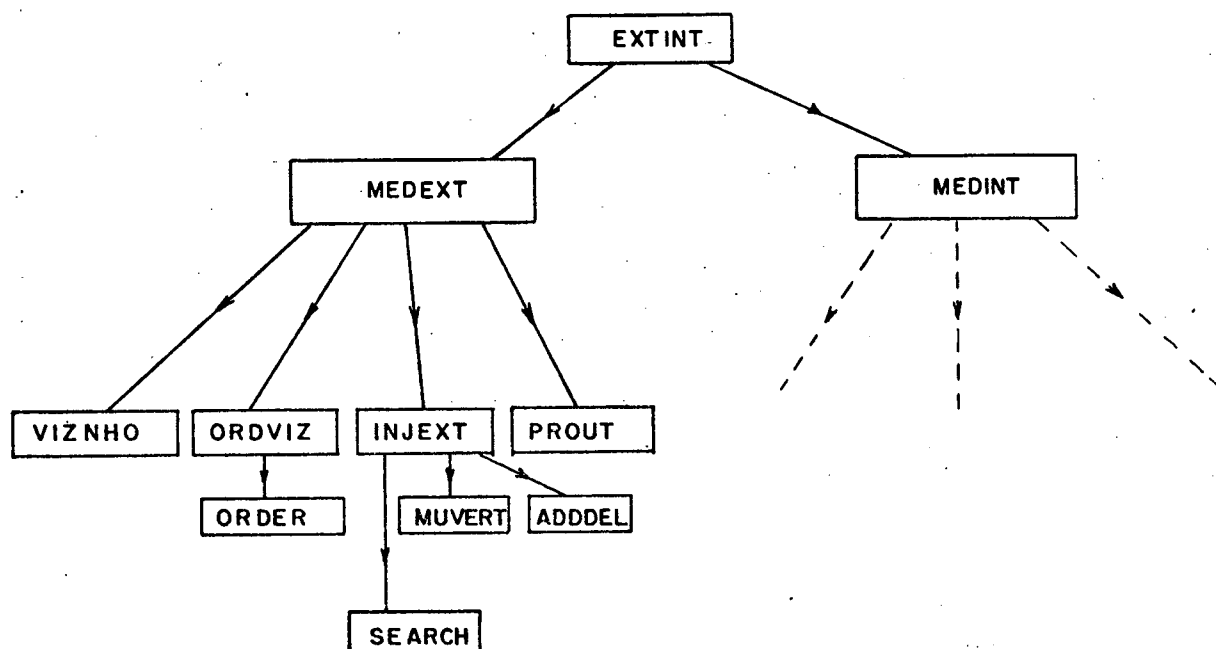 EXTINT
MEDEXT
MEDINT
VIZNHO
ORDVIZ
INJEXT
PROUT
ORDER
MUVERT
ADDDEL
SEARCH